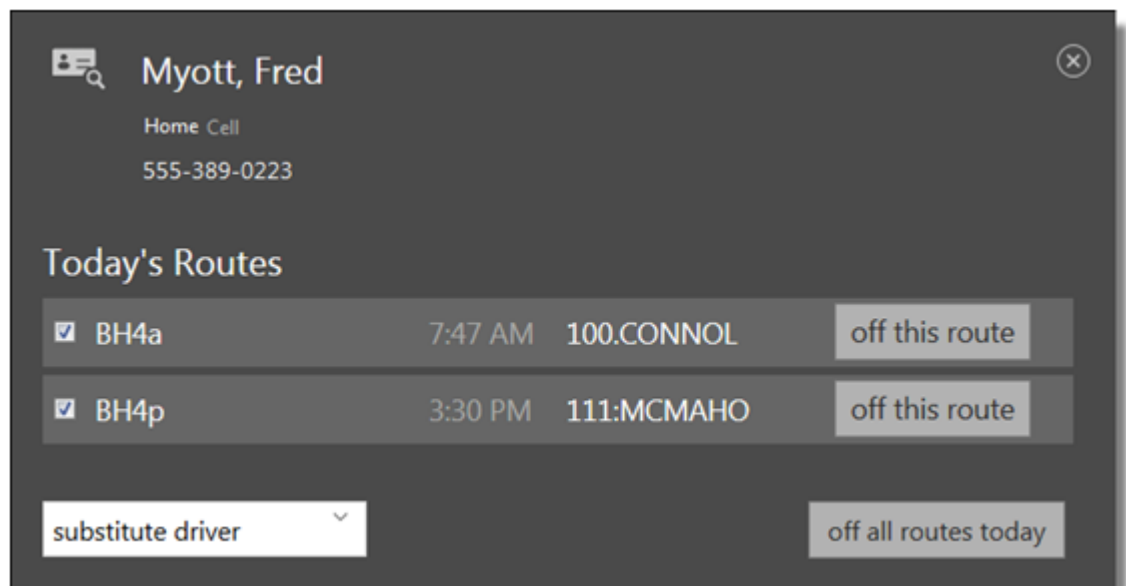 Myott, Fred
Home Cell
555-389-0223
Today's Routes
BH4a 7:47 AM 100.CONNOL off this route
BH4p 3:30 PM 111:MCMAHO off this route
substitute driver off all routes today